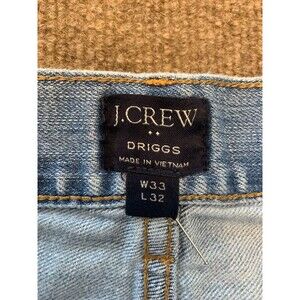 J.CREW
DRIGGS
MADE IN VIETNAM
W33
L32